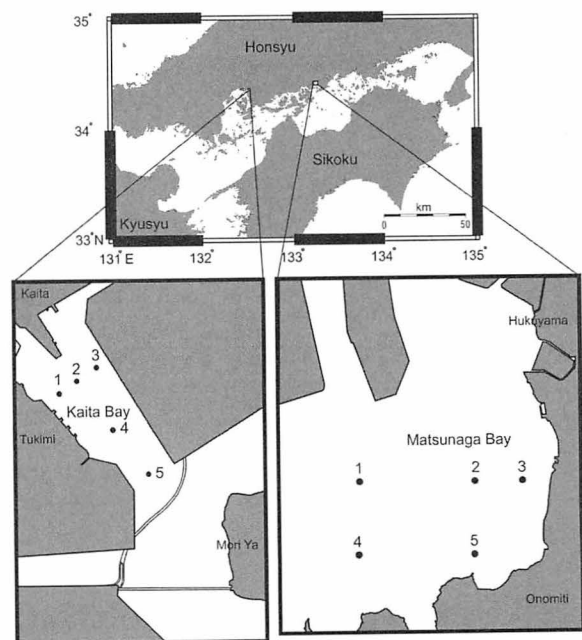 35°
Honsyu
34°
Sikoku
km
0 50
Kyusyu
33°N
131°E 132° 133° 134° 135°
Kaita
3
2
1
Kaita Bay
4
Tukimi
5
Mori Ya
Hukuyama
Matsunaga Bay
1 2 3
4 5
Onomiti